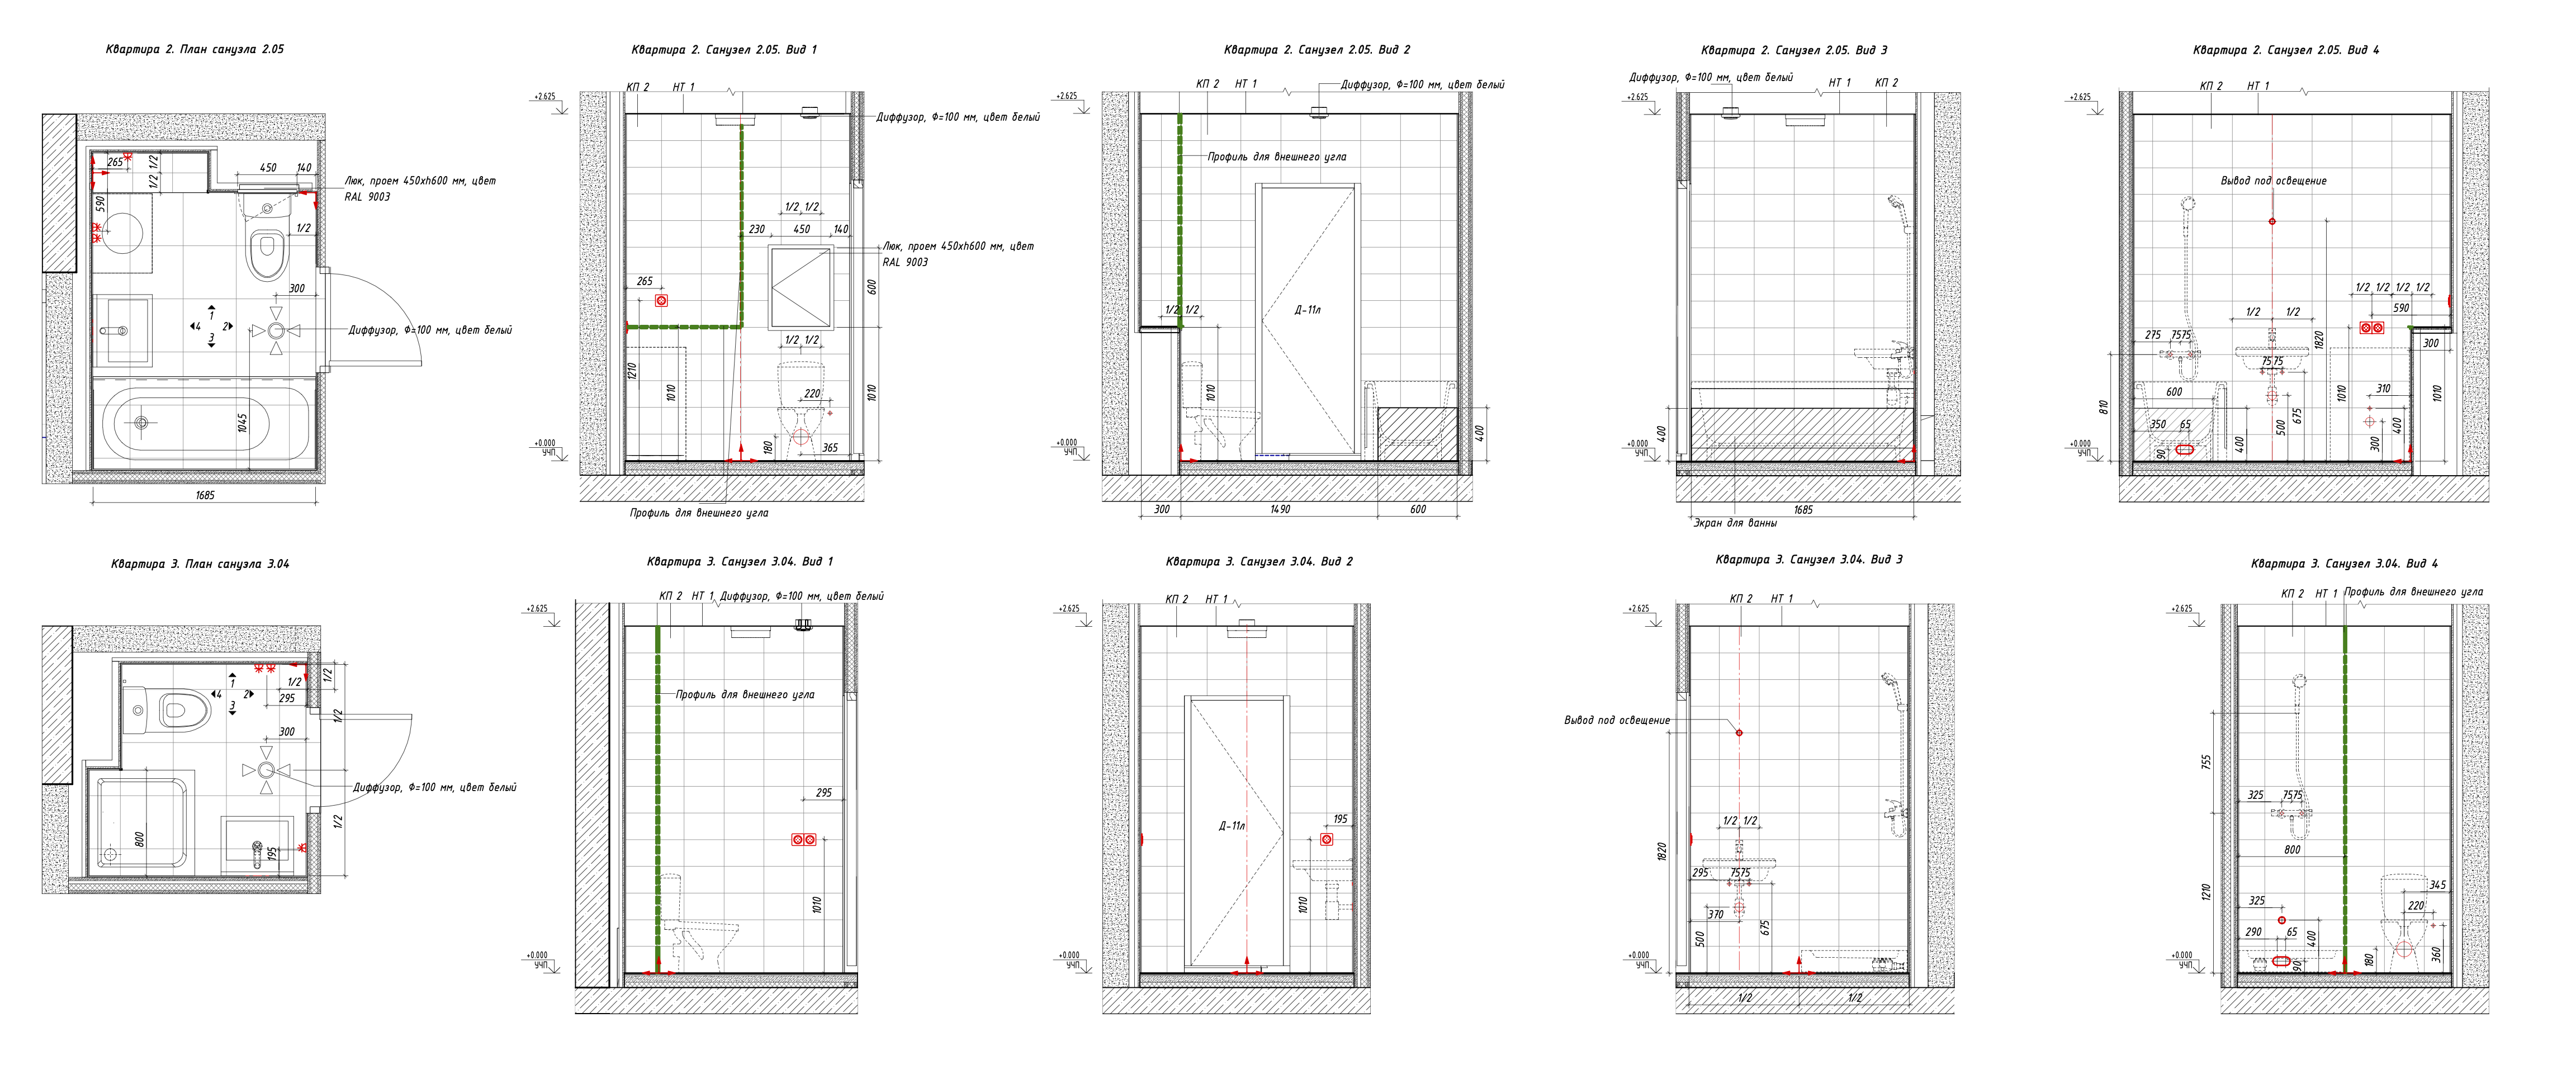 Квартира 2. План санузла 2.05
265
1/2
1/2
590
450
140
Люк, проем 450xh600 мм, цвет
RAL 9003
1/2
300
1
4
2
3
Диффузор, Ф=100 мм, цвет белый
1045
1685
Квартира 2. Санузел 2.05. Вид 1
КП 2
НТ 1
+2.625
Диффузор, Ф=100 мм, цвет белый
1/2
1/2
230
450
140
Люк, проем 450xh600 мм, цвет
RAL 9003
265
600
1/2
1/2
1210
1010
1010
220
180
365
+0.000
УЧП
Профиль для внешнего угла
Квартира 2. Санузел 2.05. Вид 2
КП 2
НТ 1
Диффузор, Ф=100 мм, цвет белый
+2.625
Профиль для внешнего угла
1/2
1/2
Д-11л
1010
400
+0.000
УЧП
300
1490
600
Квартира 2. Санузел 2.05. Вид 3
Диффузор, Ф=100 мм, цвет белый
НТ 1
КП 2
+2.625
400
+0.000
УЧП
1685
Экран для ванны
Квартира 2. Санузел 2.05. Вид 4
КП 2
НТ 1
+2.625
Вывод под освещение
1/2
1/2
1/2
1/2
590
1/2
1/2
1820
275
75
75
300
75
75
600
310
1010
1010
810
675
350
65
500
400
400
300
90
+0.000
УЧП
Квартира 3. План санузла 3.04
1
4
2
3
1/2
1/2
295
1/2
300
Диффузор, Ф=100 мм, цвет белый
800
195
1/2
Квартира 3. Санузел 3.04. Вид 1
КП 2
НТ 1
Диффузор, Ф=100 мм, цвет белый
+2.625
Профиль для внешнего угла
295
1010
+0.000
УЧП
Квартира 3. Санузел 3.04. Вид 2
КП 2
НТ 1
+2.625
Д-11л
195
1010
+0.000
УЧП
Квартира 3. Санузел 3.04. Вид 3
КП 2
НТ 1
+2.625
Вывод под освещение
1/2
1/2
1820
295
75
75
370
675
500
+0.000
УЧП
1/2
1/2
Квартира 3. Санузел 3.04. Вид 4
КП 2
НТ 1
Профиль для внешнего угла
+2.625
755
325
75
75
800
1210
345
325
220
290
65
400
360
180
90
+0.000
УЧП